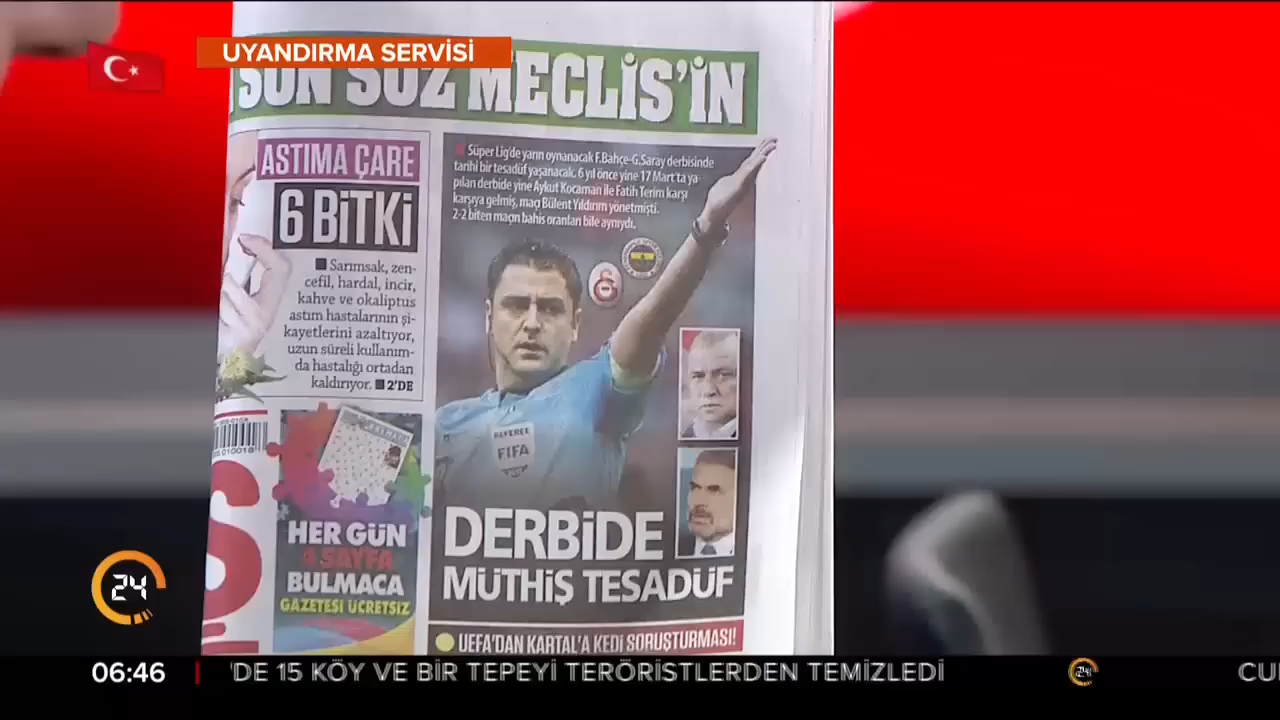 UYANDIRMA SERVİSİ
SON SÖZ MECLİS'İN
ASTIMA ÇARE
6 BİTKİ
■ Sarımsak, zen-
cefil, hardal, incir,
kahve ve okaliptus
astım hastalarının şi-
kayetlerini azaltıyor,
uzun süreli kullanım-
da hastalığı ortadan
kaldırıyor. ■ 2'DE
Süper Lig'de yarın oynanacak F.Bahçe-G.Saray derbisinde
tarihi bir tesadüf yaşanacak. 6 yıl önce yine 17 Mart'ta ya-
pılan derbide yine Aykut Kocaman ile Fatih Terim karşı
karşıya gelmiş, maçı Bülent Yıldırım yönetmişti.
2-2 biten maçın bahis oranları bile aynıydı.
REFEREE
FIFA
HER GÜN
4 SAYFA
BULMACA
GAZETESİ ÜCRETSİZ
DERBİDE
MÜTHİŞ TESADÜF
UEFA'DAN KARTAL'A KEDİ SORUŞTURMASI!
24
06:46
'DE 15 KÖY VE BİR TEPEYİ TERÖRİSTLERDEN TEMİZLEDİ
24
CU